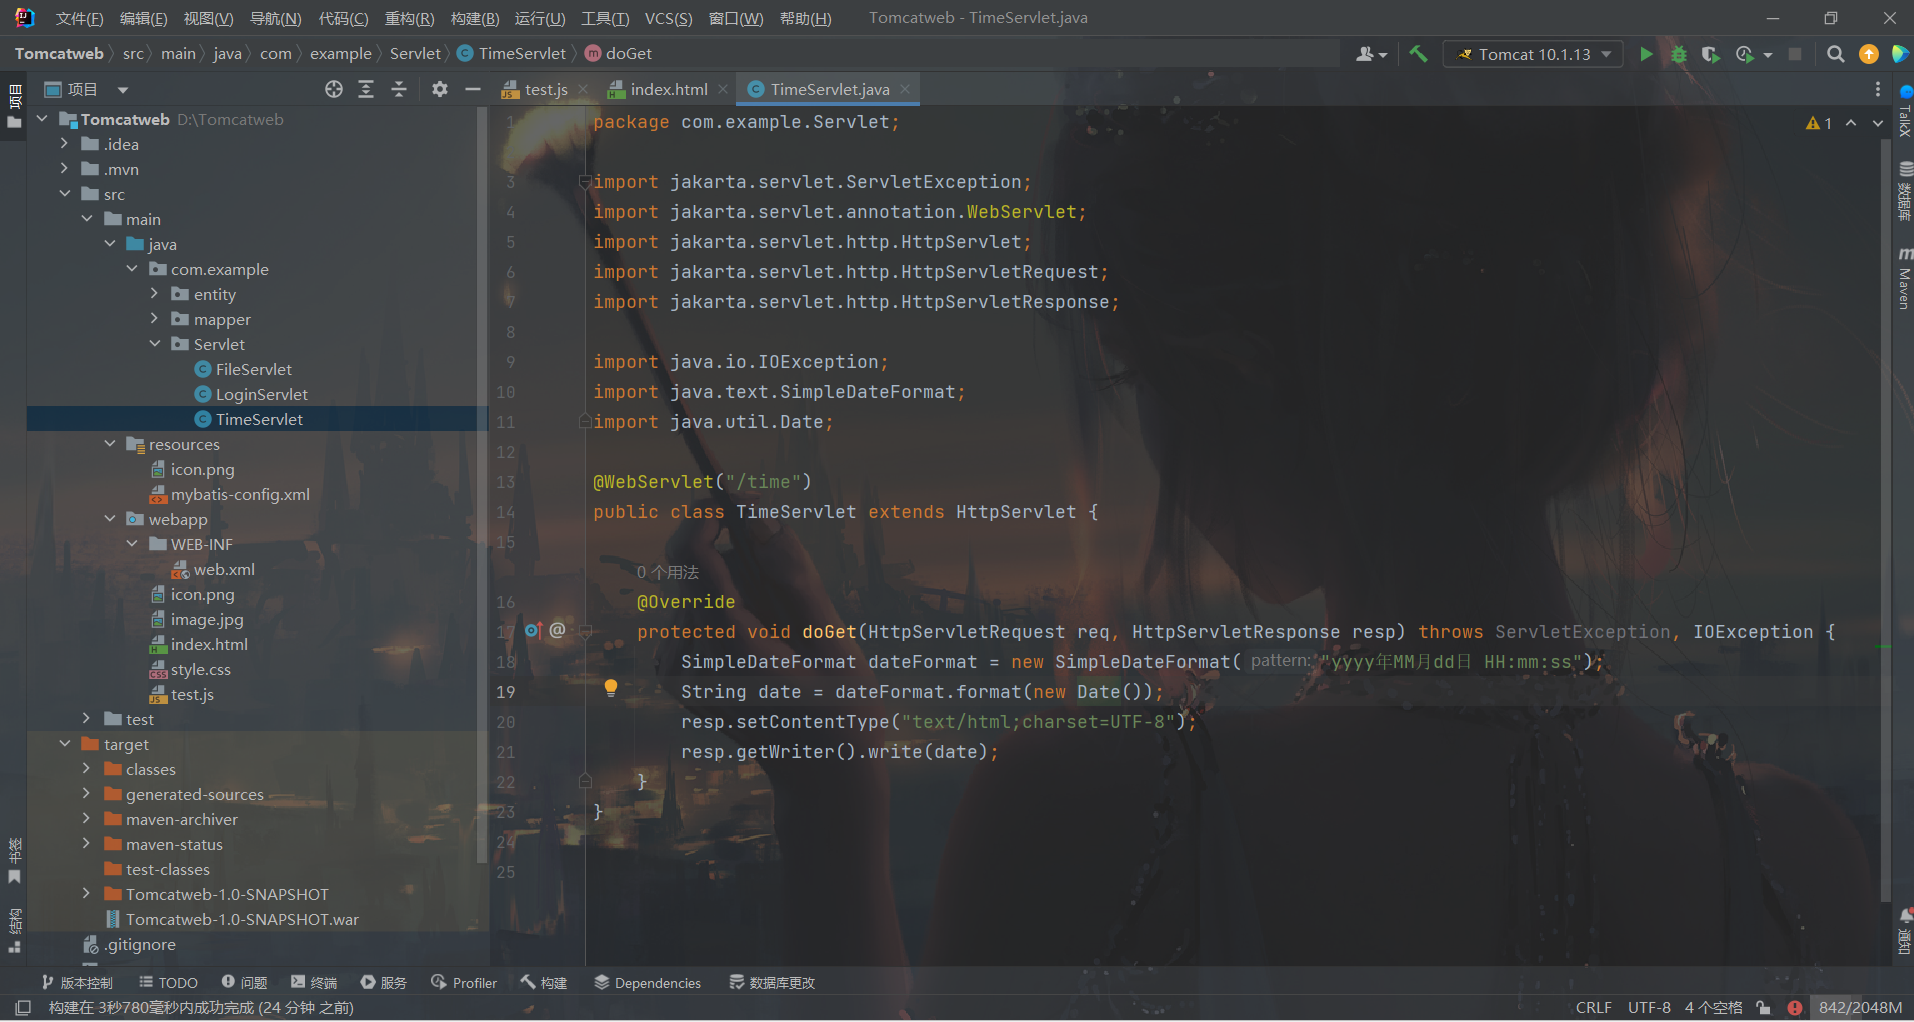 文件(F) 编辑(E) 视图(V) 导航(N) 代码(C) 重构(R) 构建(B) 运行(U) 工具(T) VCS(S) 窗口(W) 帮助(H) Tomcatweb - TimeServlet.java
Tomcatweb src main java com example Servlet TimeServlet doGet Tomcat 10.1.13
项目 test.js index.html TimeServlet.java
项目
Tomcatweb D:\Tomcatweb
.idea
.mvn
src
main
java
com.example
entity
mapper
Servlet
FileServlet
LoginServlet
TimeServlet
resources
icon.png
mybatis-config.xml
webapp
WEB-INF
web.xml
icon.png
image.jpg
index.html
style.css
test.js
test
target
classes
generated-sources
maven-archiver
maven-status
test-classes
Tomcatweb-1.0-SNAPSHOT
Tomcatweb-1.0-SNAPSHOT.war
.gitignore
书签
结构
1 package com.example.Servlet;
3 import jakarta.servlet.ServletException;
4 import jakarta.servlet.annotation.WebServlet;
5 import jakarta.servlet.http.HttpServlet;
6 import jakarta.servlet.http.HttpServletRequest;
7 import jakarta.servlet.http.HttpServletResponse;
8
9 import java.io.IOException;
10 import java.text.SimpleDateFormat;
11 import java.util.Date;
12
13 @WebServlet("/time")
14 public class TimeServlet extends HttpServlet {
15
0 个用法
16 @Override
17 @ protected void doGet(HttpServletRequest req, HttpServletResponse resp) throws ServletException, IOException {
18 SimpleDateFormat dateFormat = new SimpleDateFormat( pattern: "yyyy年MM月dd日 HH:mm:ss");
19 String date = dateFormat.format(new Date());
20 resp.setContentType("text/html;charset=UTF-8");
21 resp.getWriter().write(date);
22 }
23 }
24
25
1
TalkX
数据库
Maven
通知
版本控制 TODO 问题 终端 服务 Profiler 构建 Dependencies 数据库更改
构建在 3秒780毫秒内成功完成 (24 分钟 之前) CRLF UTF-8 4 个空格 842/2048M